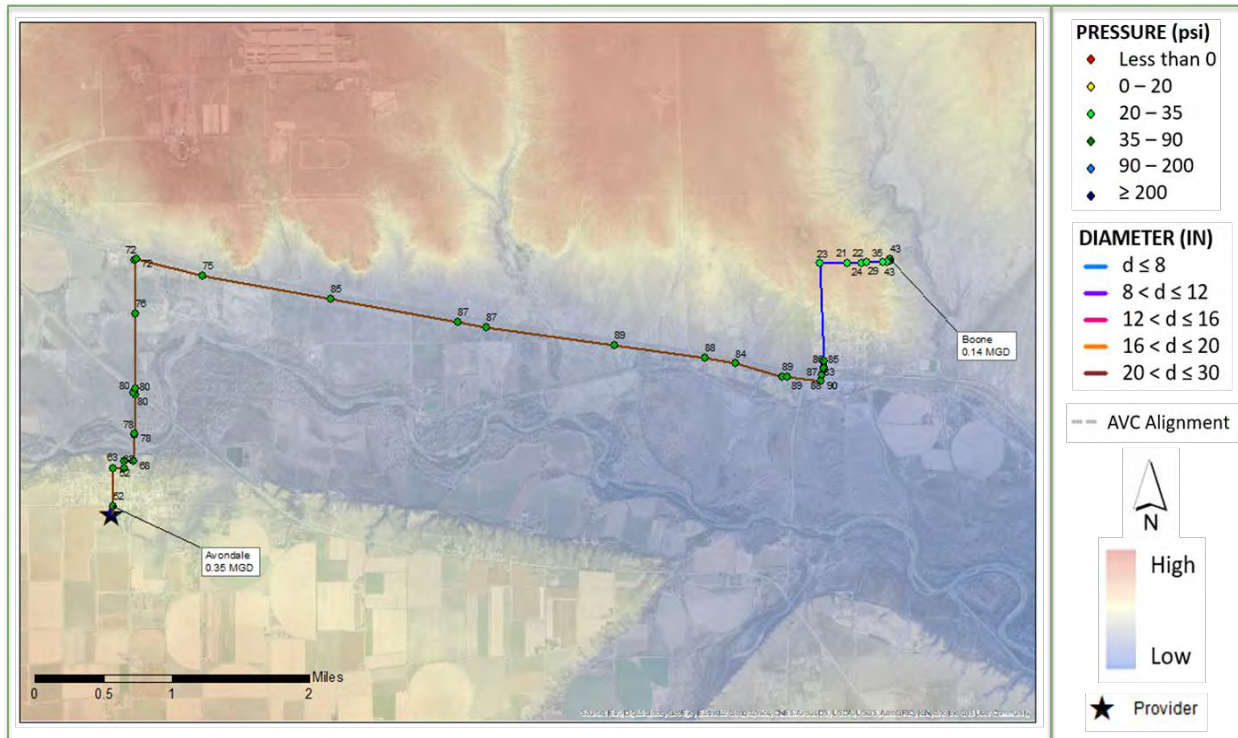 72
72
75
76
85
87
87
89
88
84
89
89
80
80
80
78
78
63
62
68
52
23
21
22
24
29
35
43
43
86
85
87
83
88
90
Boone
0.14 MGD
Avondale
0.35 MGD
Miles
0 0.5 1 2
PRESSURE (psi)
Less than 0
0 – 20
20 – 35
35 – 90
90 – 200
≥ 200
DIAMETER (IN)
d ≤ 8
8 < d ≤ 12
12 < d ≤ 16
16 < d ≤ 20
20 < d ≤ 30
AVC Alignment
N
High
Low
Provider